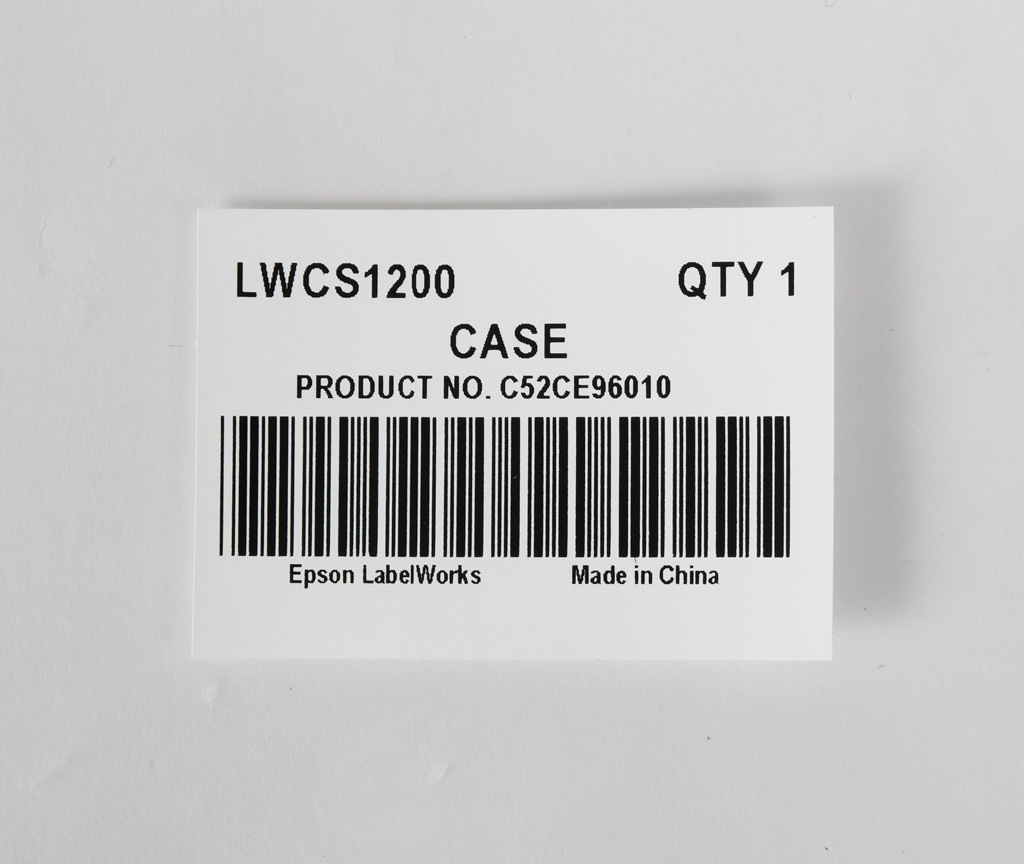 LWCS1200 QTY 1
CASE
PRODUCT NO. C52CE96010
Epson LabelWorks Made in China